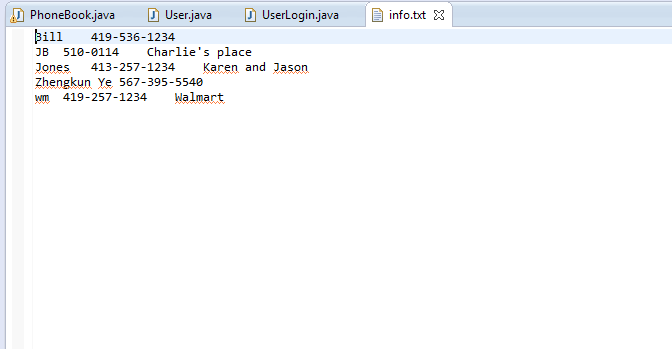 PhoneBook.java User.java UserLogin.java info.txt
Bill 419-536-1234
JB 510-0114 Charlie's place
Jones 413-257-1234 Karen and Jason
Zhengkun Ye 567-395-5540
wm 419-257-1234 Walmart